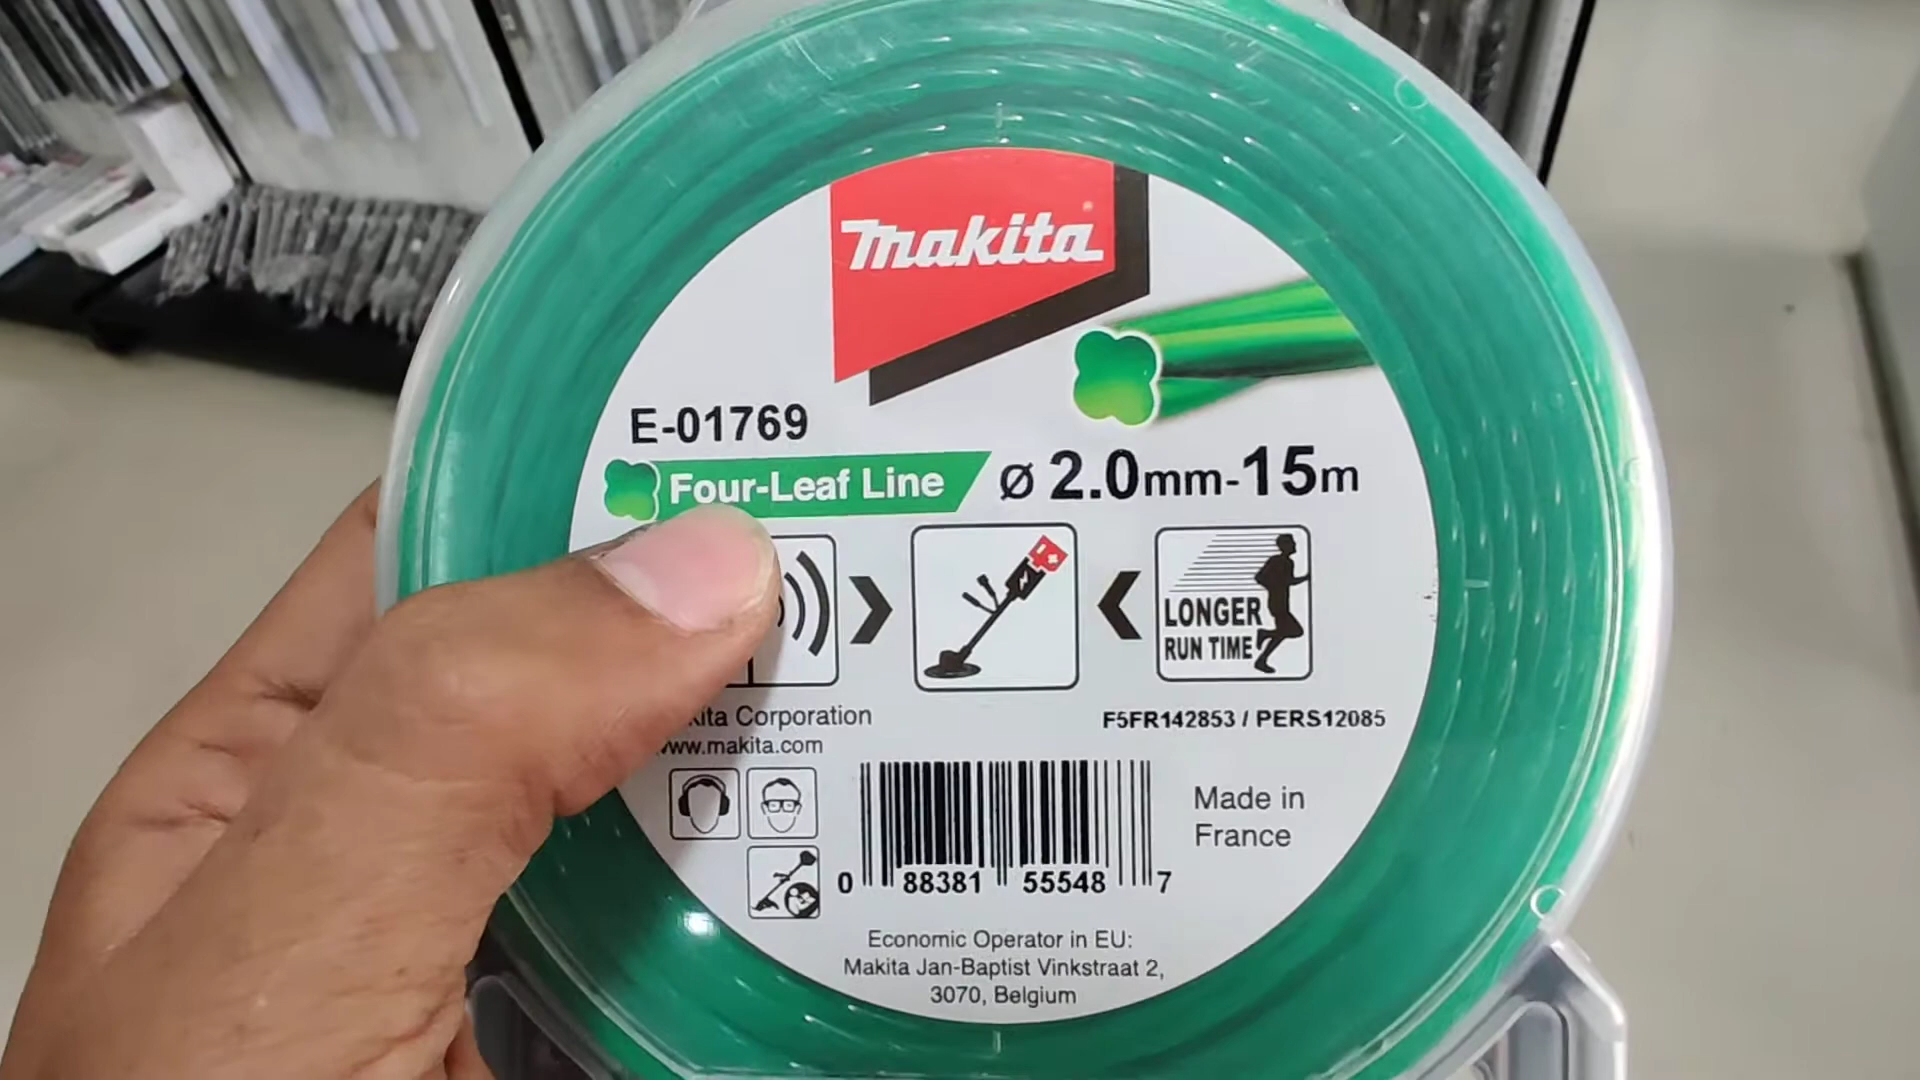 makita
E-01769
Four-Leaf Line
ø 2.0mm-15m
LONGER
RUN TIME
Corporation
www.makita.com
F5FR142853 / PERS12085
Made in
France
0 88381 55548 7
Economic Operator in EU:
Makita Jan-Baptist Vinkstraat 2,
3070, Belgium